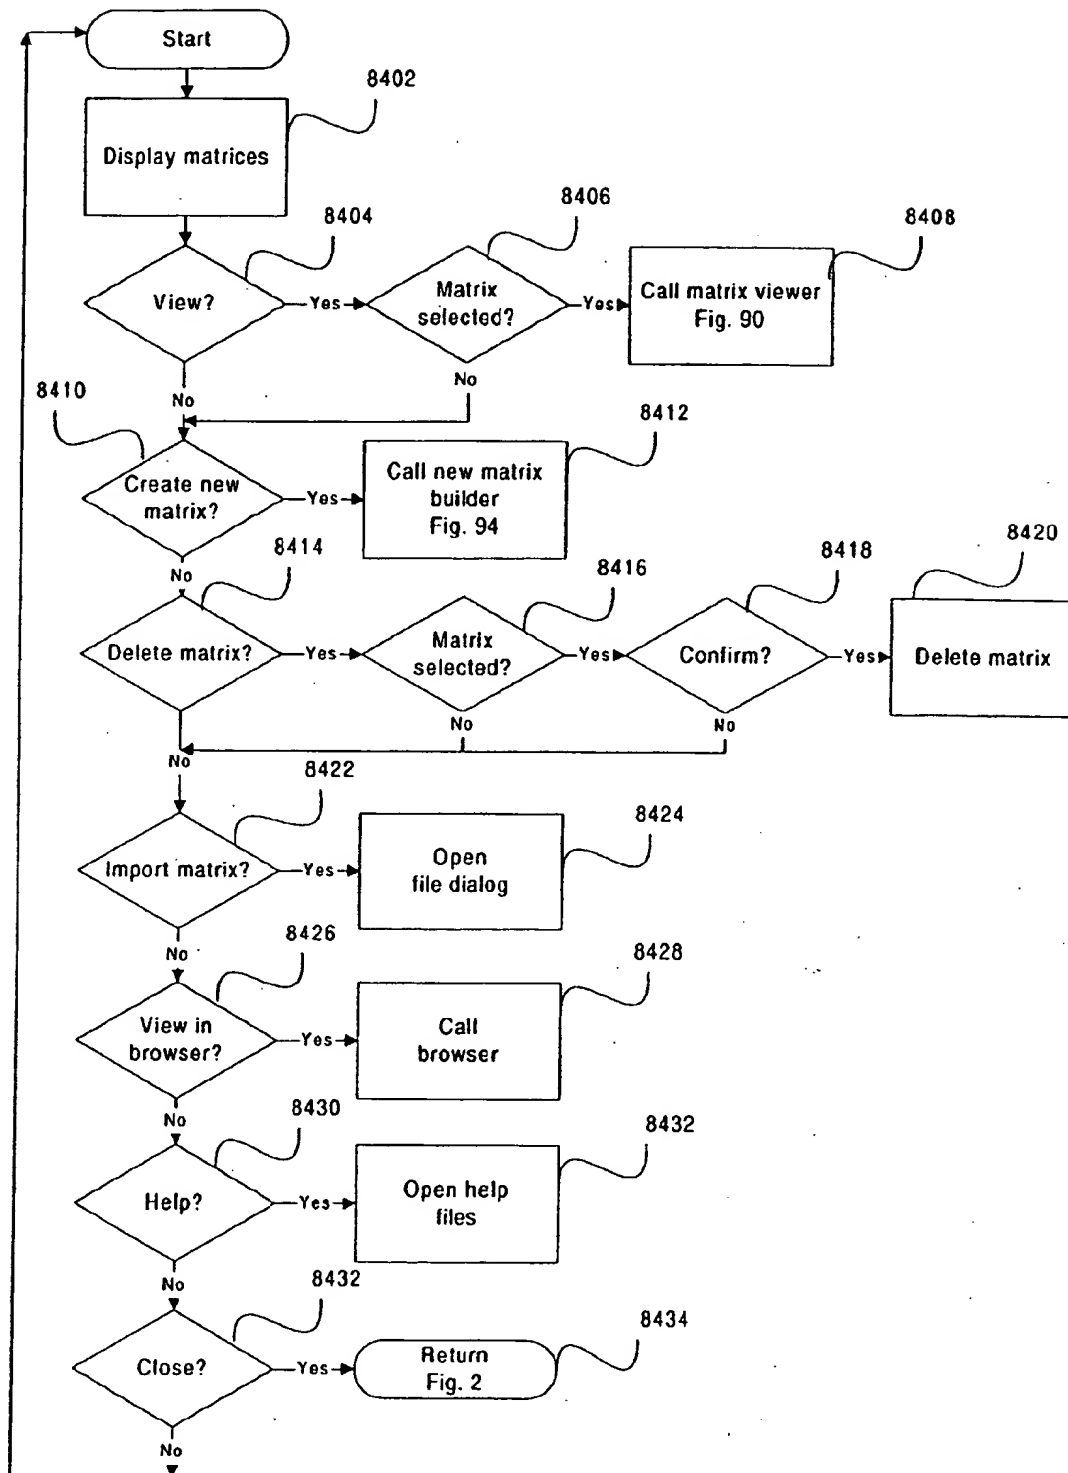 Start
8402
Display matrices
8404
8406
8408
View?
Yes
Matrix
selected?
Yes
Call matrix viewer
Fig. 90
No
No
8410
8412
Create new
matrix?
Yes
Call new matrix
builder
Fig. 94
No
8414
8416
8418
8420
Delete matrix?
Yes
Matrix
selected?
Yes
Confirm?
Yes
Delete matrix
No
No
No
8422
8424
Import matrix?
Yes
Open
file dialog
No
8426
8428
View in
browser?
Yes
Call
browser
No
8430
8432
Help?
Yes
Open help
files
No
8432
8434
Close?
Yes
Return
Fig. 2
No